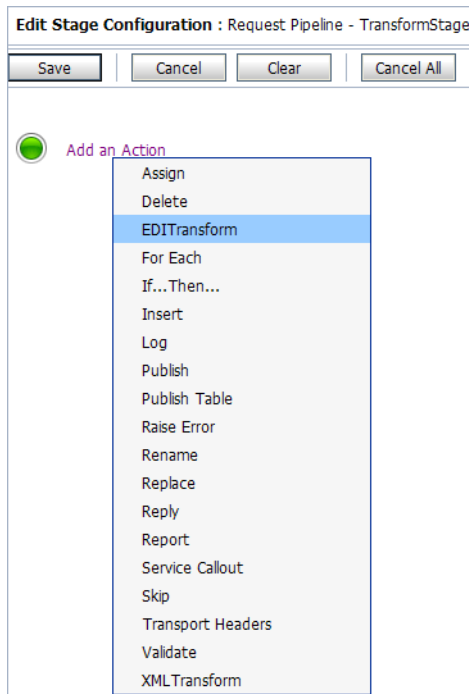 Edit Stage Configuration : Request Pipeline - TransformStage
Save Cancel Clear Cancel All
Add an Action
Assign
Delete
EDITransform
For Each
If...Then...
Insert
Log
Publish
Publish Table
Raise Error
Rename
Replace
Reply
Report
Service Callout
Skip
Transport Headers
Validate
XMLTransform